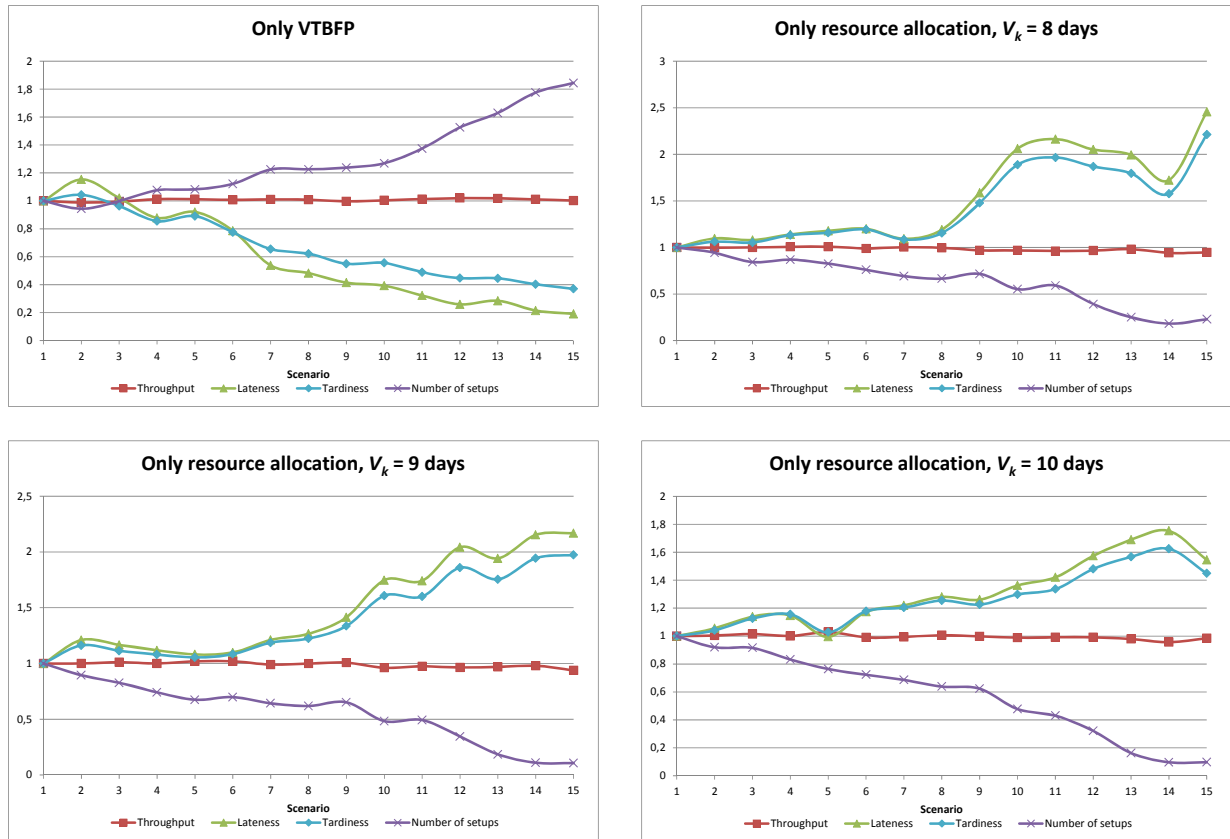 Only VTBFP
2
1,8
1,6
1,4
1,2
1
0,8
0,6
0,4
0,2
0
1 2 3 4 5 6 7 8 9 10 11 12 13 14 15
Scenario
Throughput Lateness Tardiness Number of setups
Only resource allocation, Vk = 8 days
3
2,5
2
1,5
1
0,5
0
1 2 3 4 5 6 7 8 9 10 11 12 13 14 15
Scenario
Throughput Lateness Tardiness Number of setups
Only resource allocation, Vk = 9 days
2,5
2
1,5
1
0,5
0
1 2 3 4 5 6 7 8 9 10 11 12 13 14 15
Scenario
Throughput Lateness Tardiness Number of setups
Only resource allocation, Vk = 10 days
2
1,8
1,6
1,4
1,2
1
0,8
0,6
0,4
0,2
0
1 2 3 4 5 6 7 8 9 10 11 12 13 14 15
Scenario
Throughput Lateness Tardiness Number of setups